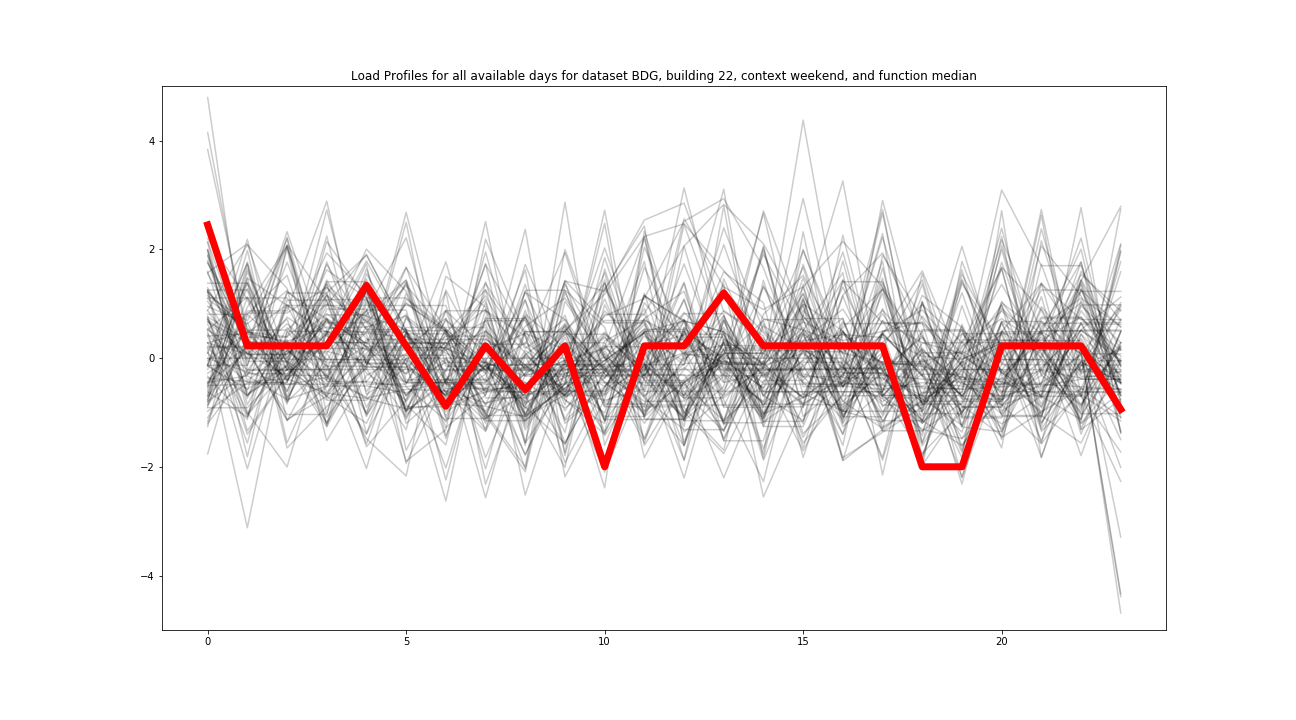 Load Profiles for all available days for dataset BDG, building 22, context weekend, and function median
4
2
0
−2
−4
0 5 10 15 20